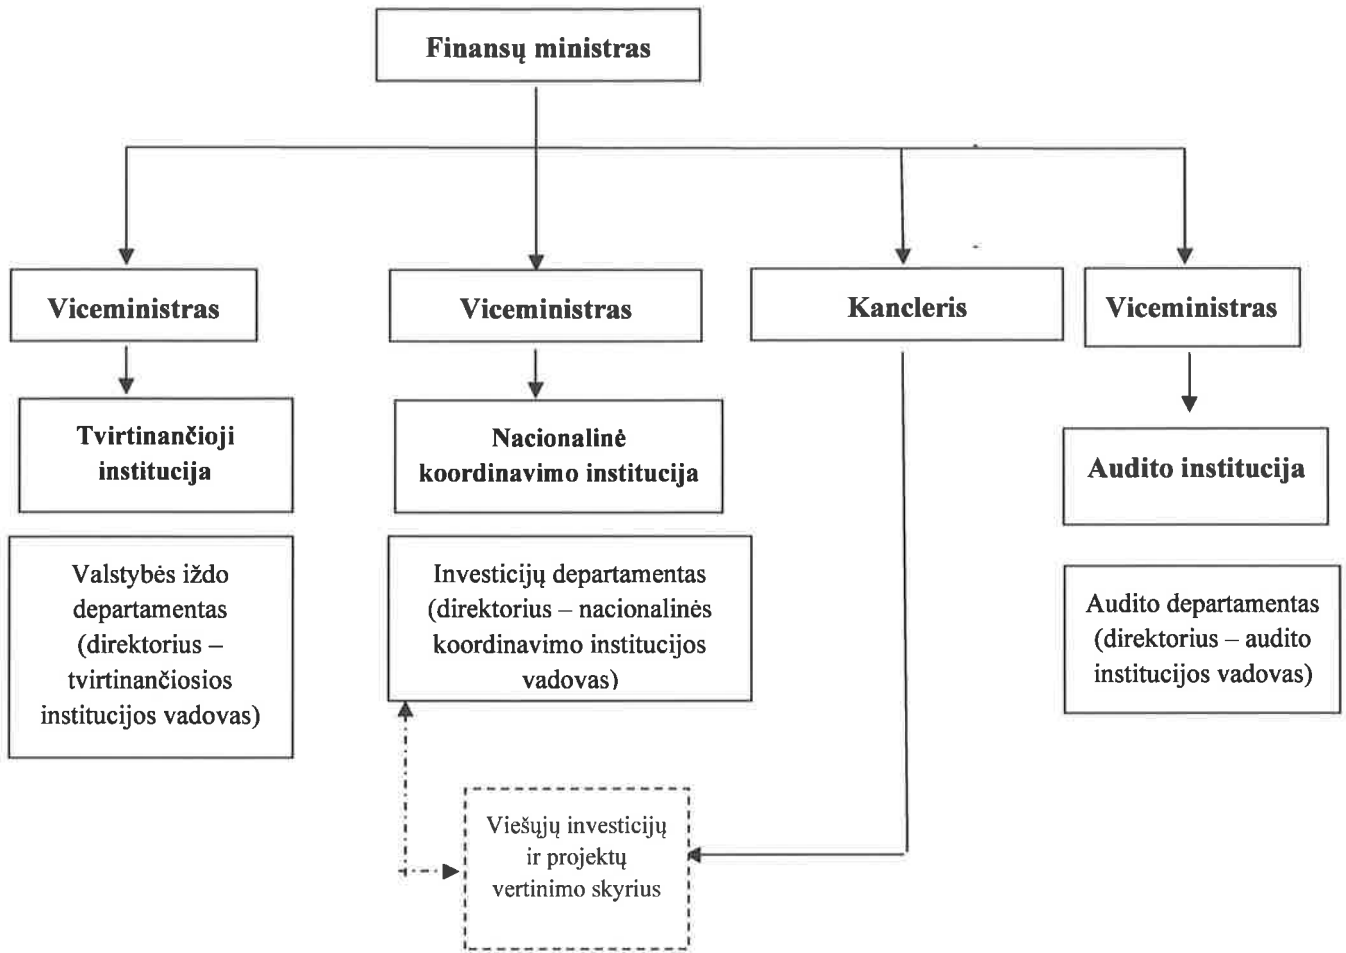 Finansų ministras
Viceministras
Viceministras
Kancleris
Viceministras
Tvirtinančioji
institucija
Nacionalinė
koordinavimo institucija
Audito institucija
Valstybės iždo
departamentas
(direktorius –
tvirtinančiosios
institucijos vadovas)
Investicijų departamentas
(direktorius – nacionalinės
koordinavimo institucijos
vadovas)
Audito departamentas
(direktorius – audito
institucijos vadovas)
Viešųjų investicijų
ir projektų
vertinimo skyrius